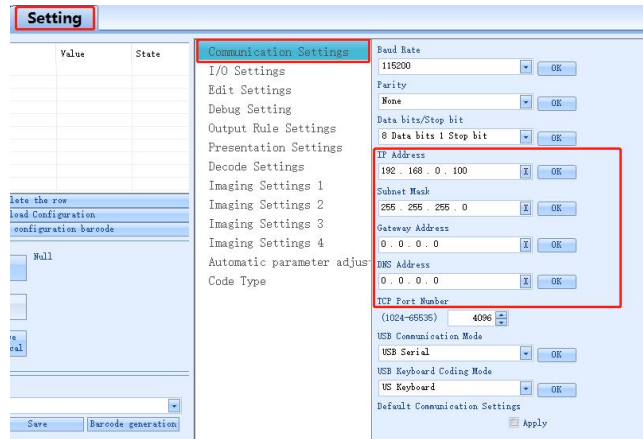 Setting
Value State
lete the row
load Configuration
configuration barcode
Null
Save Barcode generation
Communication Settings
I/O Settings
Edit Settings
Debug Setting
Output Rule Settings
Presentation Settings
Decode Settings
Imaging Settings 1
Imaging Settings 2
Imaging Settings 3
Imaging Settings 4
Automatic parameter adjus
Code Type
Baud Rate
115200 OK
Parity
None OK
Data bits/Stop bit
8 Data bits 1 Stop bit OK
IP Address
192 . 168 . 0 . 100 X OK
Subnet Mask
255 . 255 . 255 . 0 X OK
Gateway Address
0 . 0 . 0 . 0 X OK
DNS Address
0 . 0 . 0 . 0 X OK
TCP Port Number
(1024-65535) 4096
USB Communication Mode
USB Serial OK
USB Keyboard Coding Mode
US Keyboard OK
Default Communication Settings
Apply